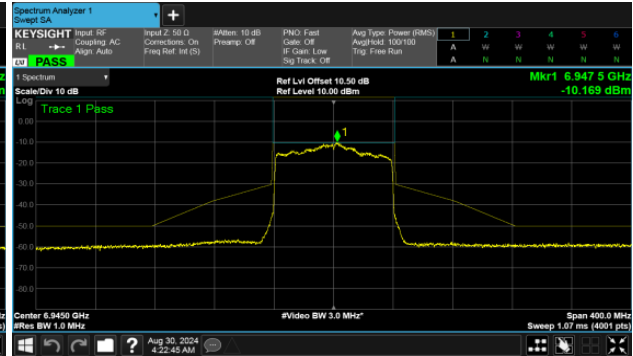 Spectrum Analyzer 1
Swept SA
+
KEYSIGHT Input: RF Input Z: 50 Ω #Atten: 10 dB PNO: Fast Avg Type: Power (RMS) 1 2 3 4 5 6
RL Coupling: AC Corrections: On Preamp: Off Gate: Off Avg|Hold: 100/100 A W W W W W
Align: Auto Freq Ref: Int (S) IF Gain: Low Trig: Free Run
LXI PASS Sig Track: Off A N N N N N
1 Spectrum Ref Lvl Offset 10.50 dB Mkr1 6.947 5 GHz
Scale/Div 10 dB Ref Level 10.00 dBm -10.169 dBm
Log Trace 1 Pass
0.00
1
-10.0
-20.0
-30.0
-40.0
-50.0
-60.0
-70.0
-80.0
Center 6.9450 GHz #Video BW 3.0 MHz* Span 400.0 MHz
#Res BW 1.0 MHz Sweep 1.07 ms (4001 pts)
? Aug 30, 2024
4:22:45 AM